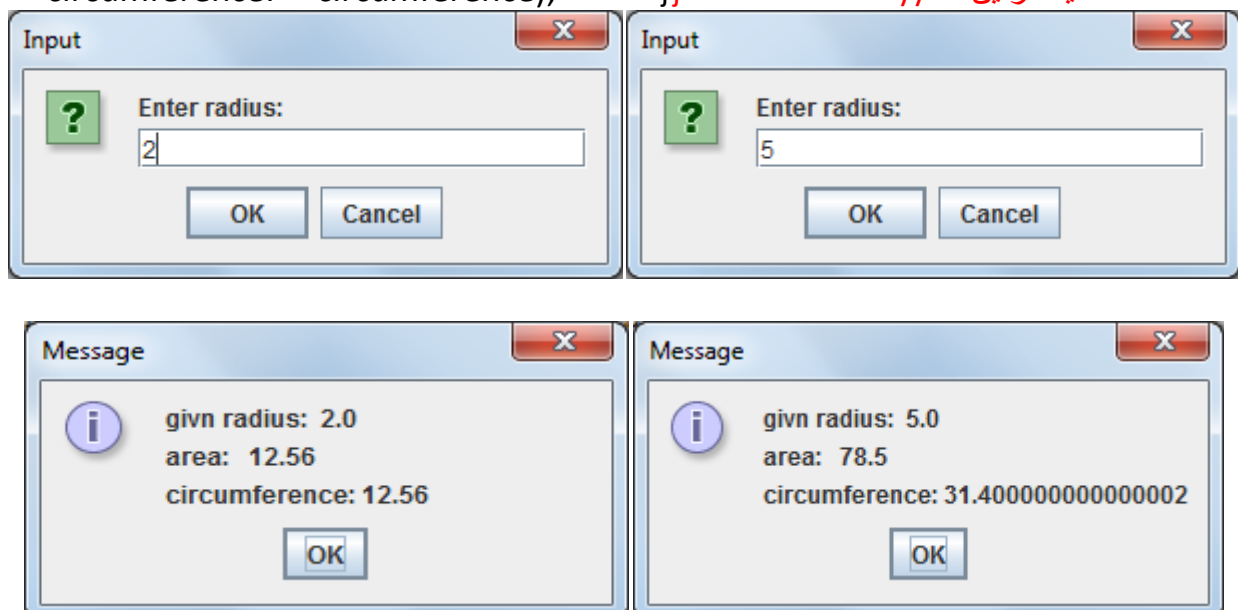 Input
Input
Enter radius:
Enter radius:
2
5
OK Cancel
OK Cancel
Message
Message
givn radius: 2.0
area: 12.56
circumference: 12.56
OK
givn radius: 5.0
area: 78.5
circumference: 31.400000000000002
OK